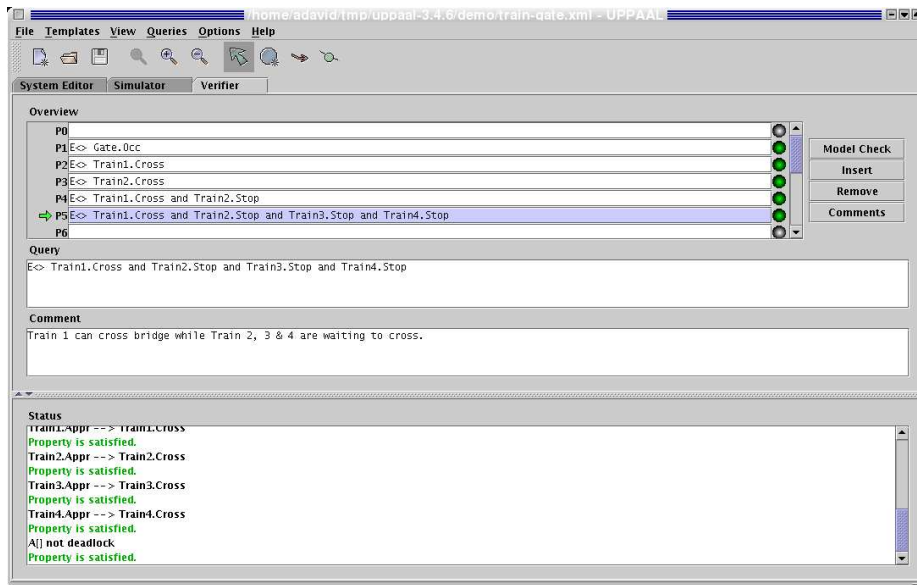 /home/adavid/tmp/uppaal-3.4.6/demo/train-gate.xml - UPPAAL
File Templates View Queries Options Help
System Editor Simulator Verifier
Overview
P0
P1 E<> Gate.Occ
P2 E<> Train1.Cross
P3 E<> Train2.Cross
P4 E<> Train1.Cross and Train2.Stop
P5 E<> Train1.Cross and Train2.Stop and Train3.Stop and Train4.Stop
P6
Model Check
Insert
Remove
Comments
Query
E<> Train1.Cross and Train2.Stop and Train3.Stop and Train4.Stop
Comment
Train 1 can cross bridge while Train 2, 3 & 4 are waiting to cross.
Status
Train1.Appr --> Train1.Cross
Property is satisfied.
Train2.Appr --> Train2.Cross
Property is satisfied.
Train3.Appr --> Train3.Cross
Property is satisfied.
Train4.Appr --> Train4.Cross
Property is satisfied.
A[] not deadlock
Property is satisfied.